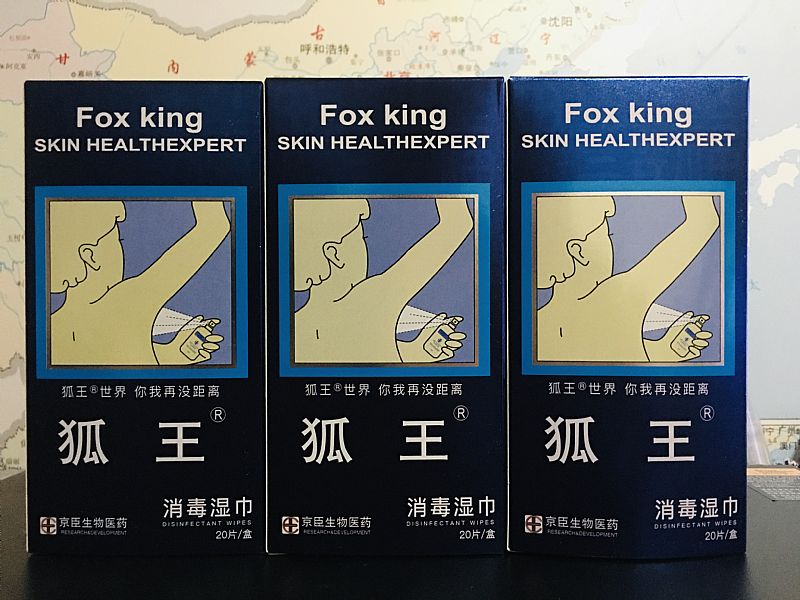 沈阳
呼和浩特
Fox king
SKIN HEALTHEXPERT
狐王®世界 你我再没距离
狐王®
消毒湿巾
DISINFECTANT WIPES
京臣生物医药
RESEARCH&DEVELOPMENT
20片/盒
Fox king
SKIN HEALTHEXPERT
狐王®世界 你我再没距离
狐王®
消毒湿巾
DISINFECTANT WIPES
京臣生物医药
RESEARCH&DEVELOPMENT
20片/盒
Fox king
SKIN HEALTHEXPERT
狐王®世界 你我再没距离
狐王®
消毒湿巾
DISINFECTANT WIPES
京臣生物医药
RESEARCH&DEVELOPMENT
20片/盒